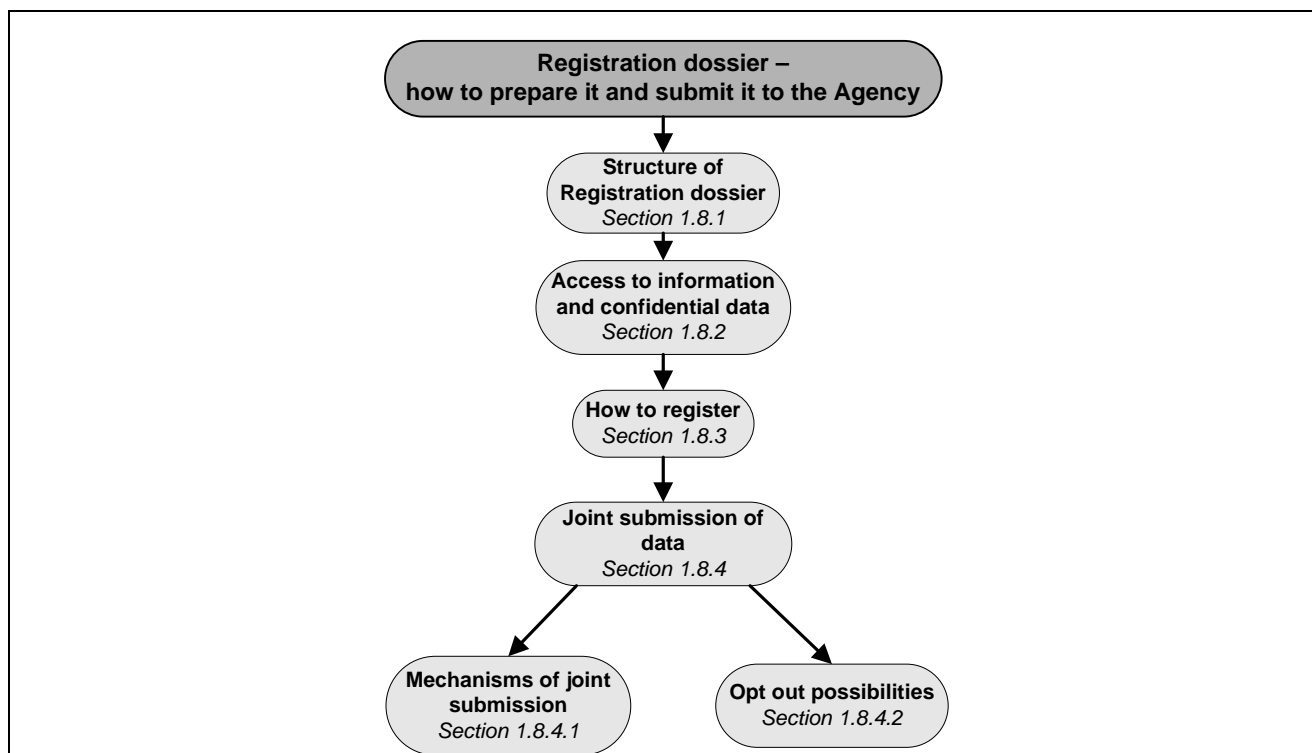 Registration dossier –
how to prepare it and submit it to the Agency
Structure of
Registration dossier
Section 1.8.1
Access to information
and confidential data
Section 1.8.2
How to register
Section 1.8.3
Joint submission of
data
Section 1.8.4
Mechanisms of joint
submission
Section 1.8.4.1
Opt out possibilities
Section 1.8.4.2